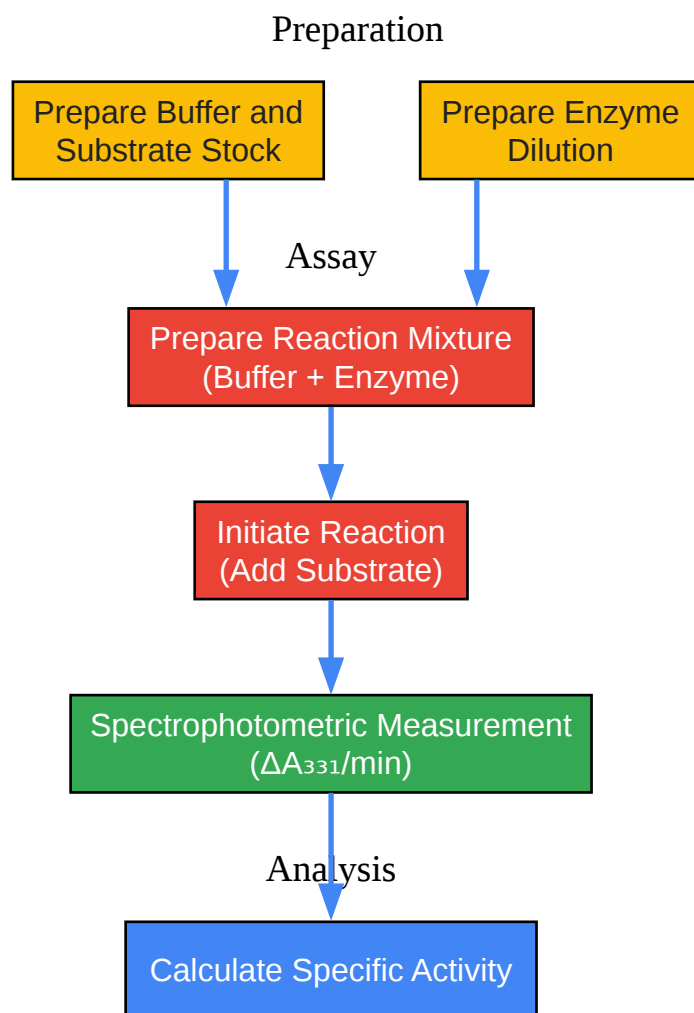 Preparation
Prepare Buffer and
Substrate Stock
Prepare Enzyme
Dilution
Assay
Prepare Reaction Mixture
(Buffer + Enzyme)
Initiate Reaction
(Add Substrate)
Spectrophotometric Measurement
(ΔA₃₃₁/min)
Analysis
Calculate Specific Activity